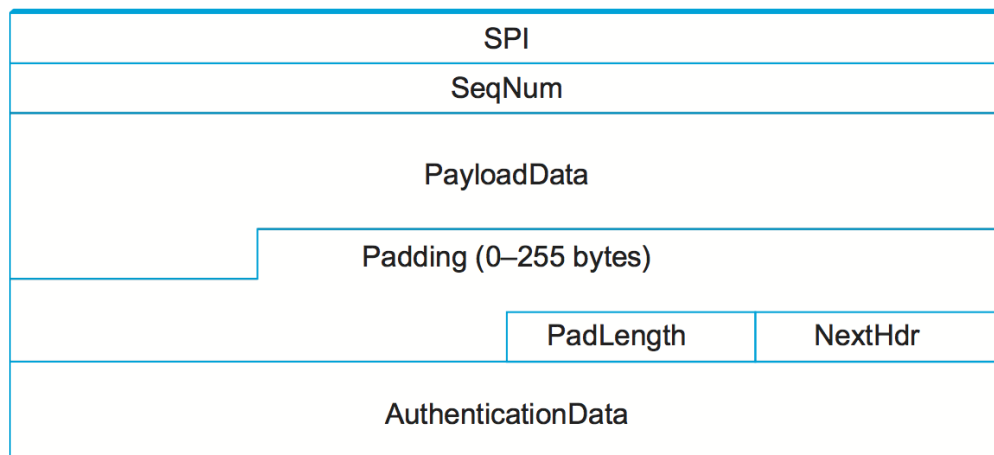 SPI
SeqNum
PayloadData
Padding (0–255 bytes)
PadLength NextHdr
AuthenticationData